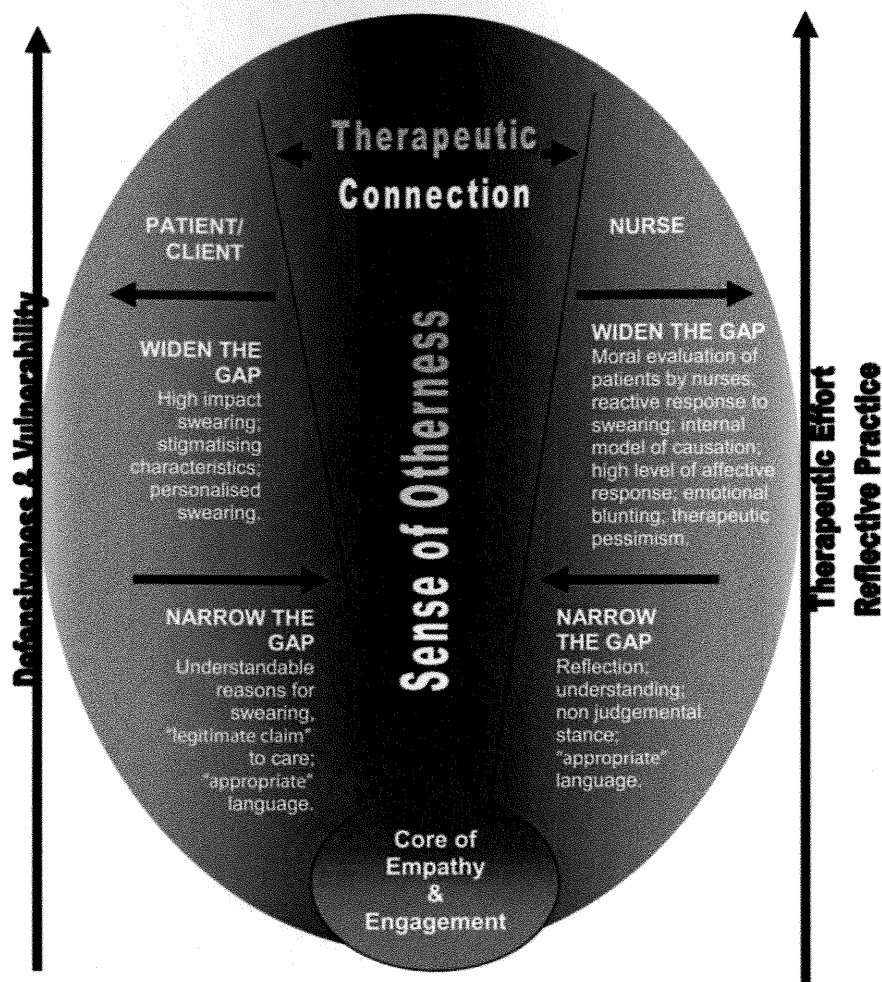 Therapeutic
Connection
PATIENT/
CLIENT
NURSE
Defensiveness & Vulnerability
Sense of Otherness
WIDEN THE
GAP
High impact
swearing;
stigmatising
characteristics;
personalised
swearing.
WIDEN THE GAP
Moral evaluation of
patients by nurses;
reactive response to
swearing; internal
model of causation;
high level of affective
response; emotional
blunting; therapeutic
pessimism.
Therapeutic Effort
Reflective Practice
NARROW THE
GAP
Understandable
reasons for
swearing,
"legitimate claim"
to care;
"appropriate"
language.
NARROW
THE GAP
Reflection;
understanding;
non judgemental
stance;
"appropriate"
language.
Core of
Empathy
&
Engagement